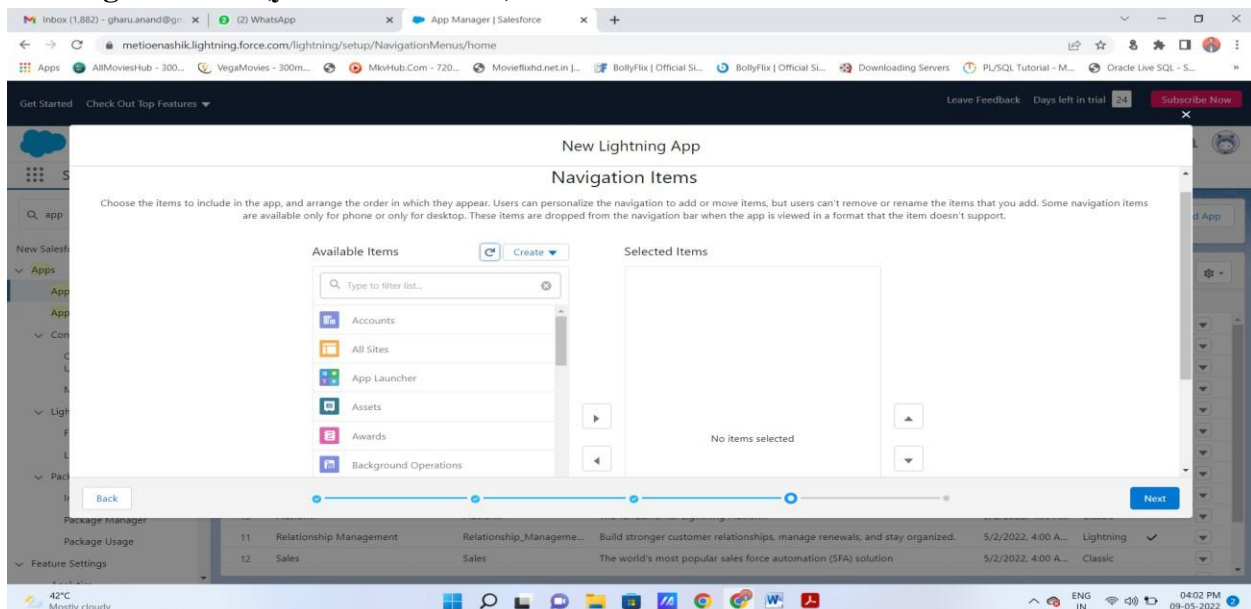 Inbox (1,882) - gharu.anand@gm
(2) WhatsApp
App Manager | Salesforce
metioenashik.lightning.force.com/lightning/setup/NavigationMenus/home
Apps AllMoviesHub - 300... VegaMovies - 300m... MkvHub.Com - 720... Movieflixhd.net.in |... BollyFlix | Official Si... BollyFlix | Official Si... Downloading Servers PL/SQL Tutorial - M... Oracle Live SQL - S... »
Get Started Check Out Top Features Leave Feedback Days left in trial 24 Subscribe Now
New Lightning App
Navigation Items
Choose the items to include in the app, and arrange the order in which they appear. Users can personalize the navigation to add or move items, but users can't remove or rename the items that you add. Some navigation items
are available only for phone or only for desktop. These items are dropped from the navigation bar when the app is viewed in a format that the item doesn't support.
app
d App
New Salesf
Apps
App
App
Con
Ligh
Pack
Available Items Create Selected Items
Type to filter list...
Accounts
All Sites
App Launcher
Assets
Awards
Background Operations
No items selected
Back Next
Package Manager
Package Usage
Feature Settings
11 Relationship Management Relationship_Manageme... Build stronger customer relationships, manage renewals, and stay organized. 5/2/2022, 4:00 A... Lightning
12 Sales Sales The world's most popular sales force automation (SFA) solution 5/2/2022, 4:00 A... Classic
42°C
Mostly cloudy
ENG
IN
04:02 PM
09-05-2022
2